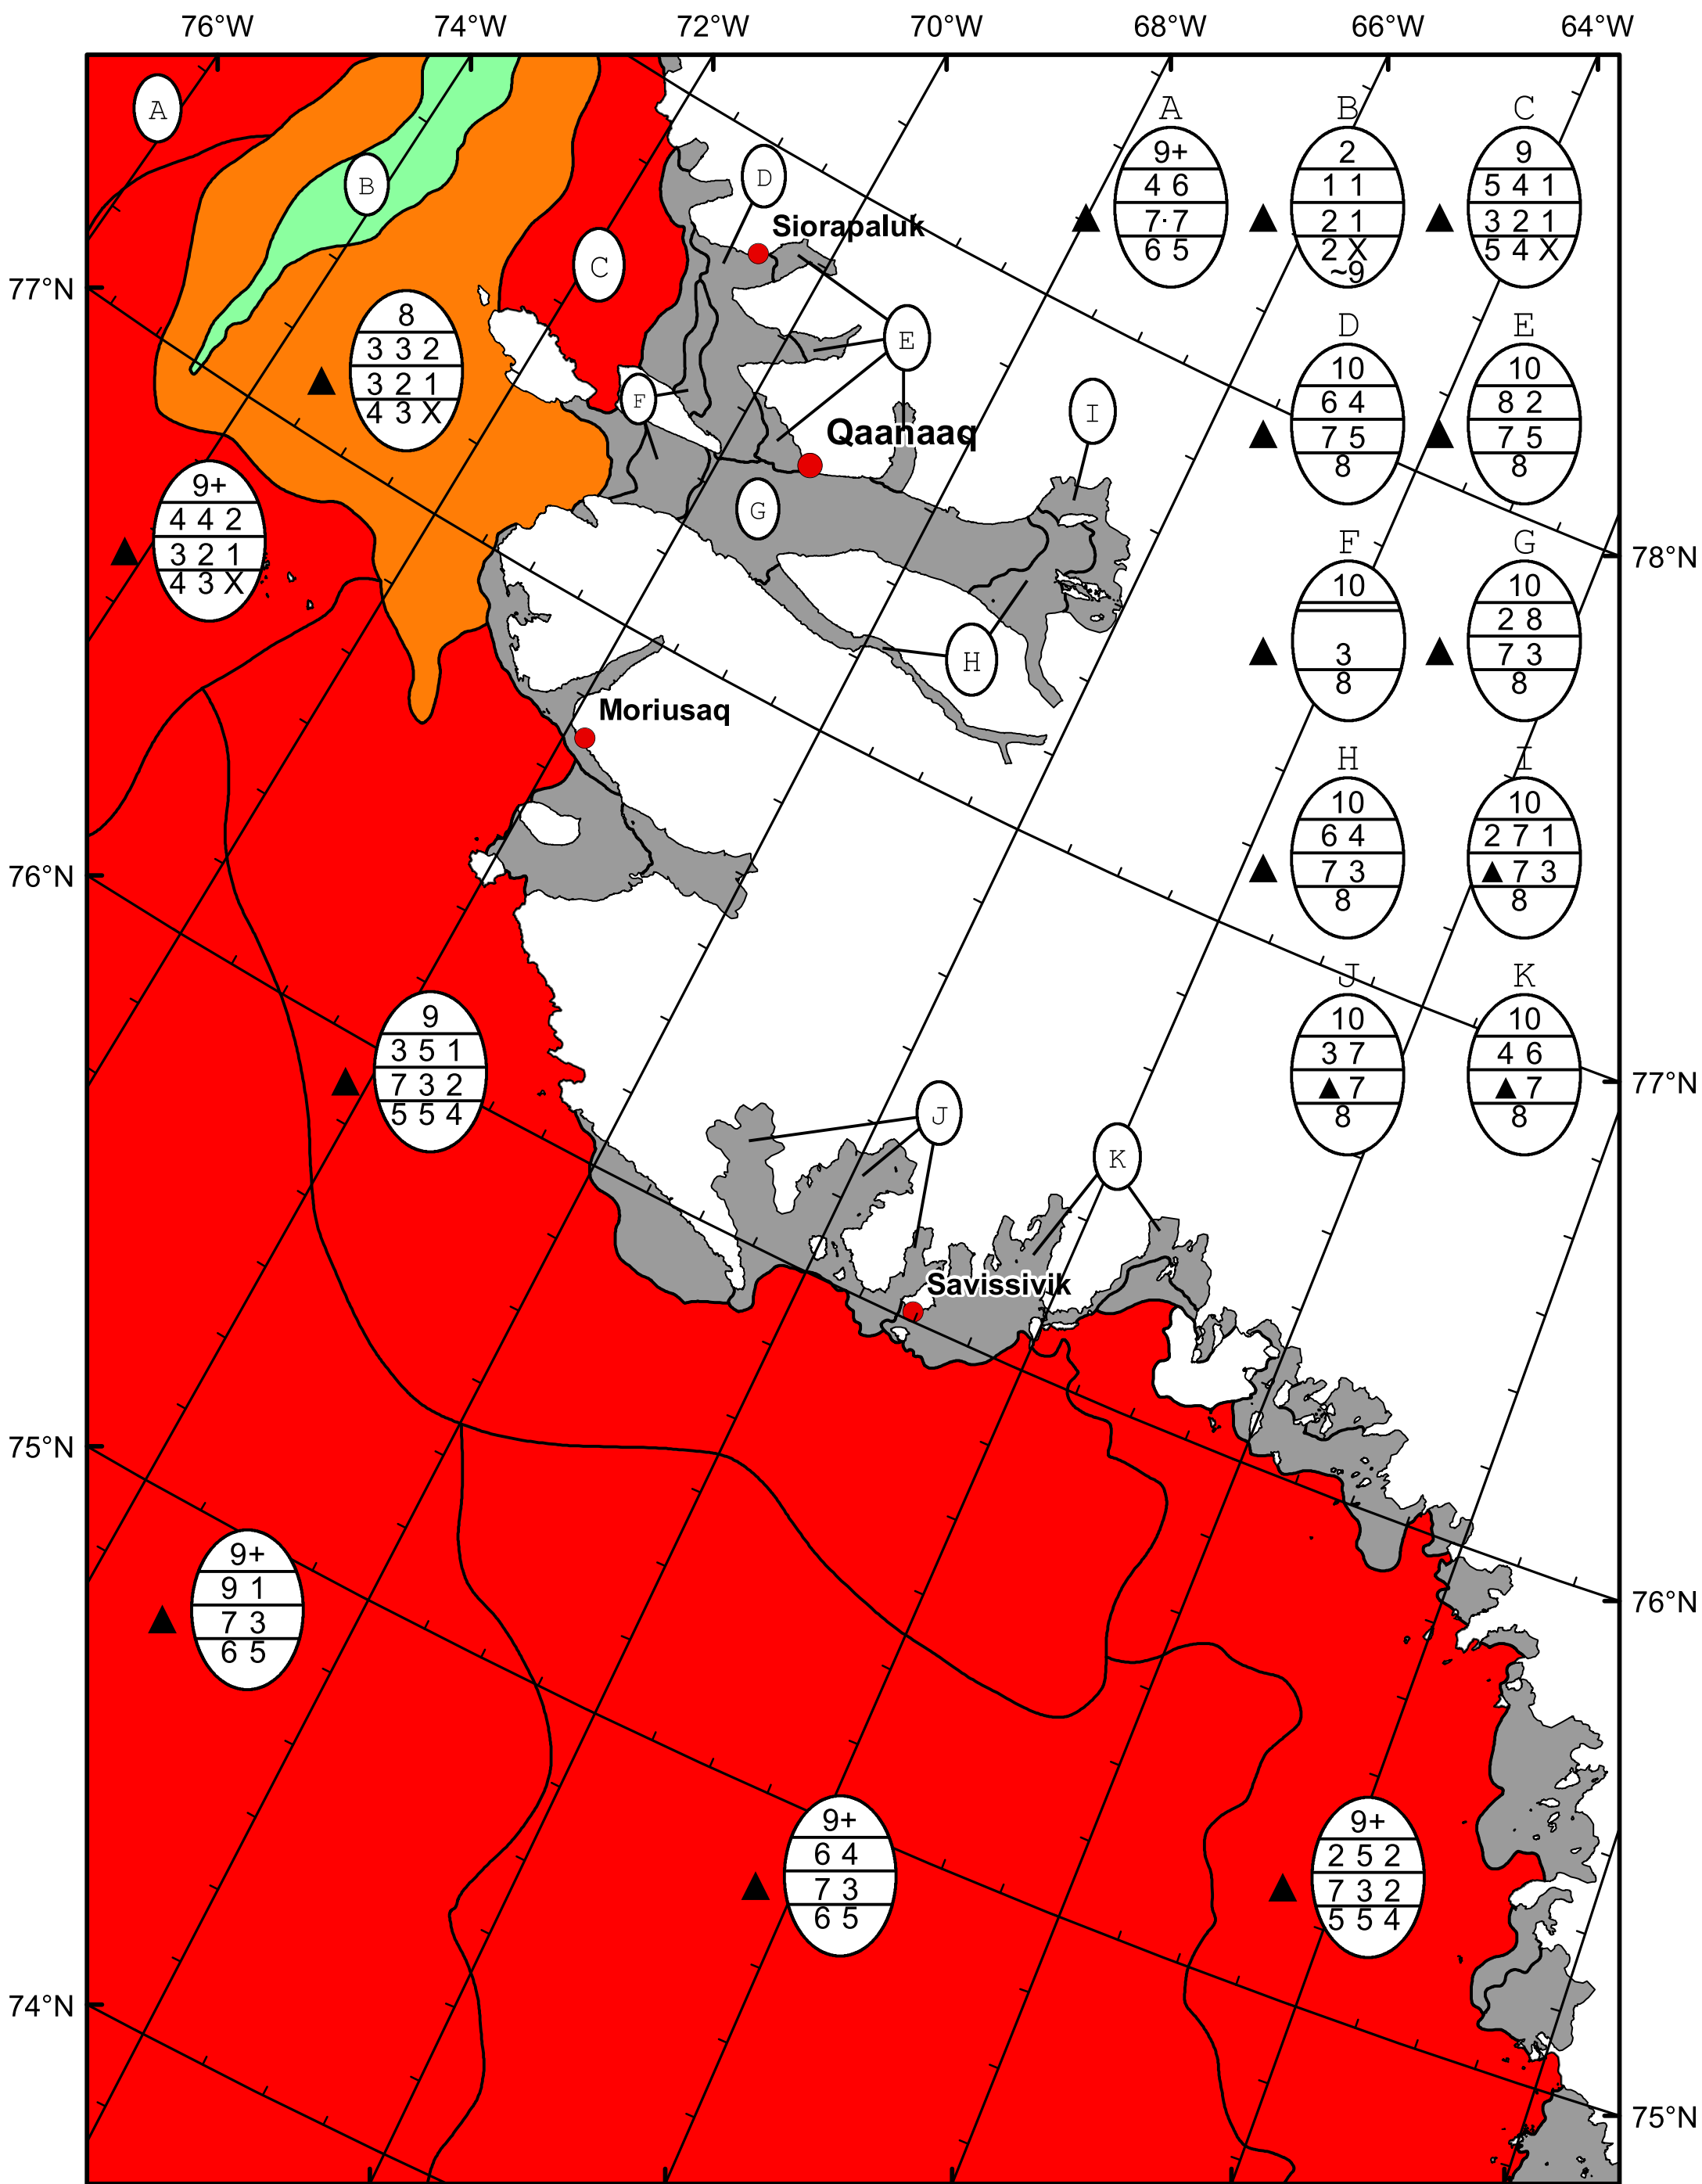 76°W 74°W 72°W 70°W 68°W 66°W 64°W
A
A B C
9+
4 6
7·7
6 5
2
1 1
2 1
2 X
~9
9
5 4 1
3 2 1
5 4 X
B
D
Siorapaluk
C
77°N
8
3 3 2
3 2 1
4 3 X
E
D E
10
6 4
7 5
8
10
8 2
7 5
8
F
I
Qaanaaq
9+
4 4 2
3 2 1
4 3 X
G
78°N
F G
10
3
8
10
2 8
7 3
8
H
Moriusaq
H I
10
6 4
7 3
8
10
2 7 1
▲ 7 3
8
76°N
9
3 5 1
7 3 2
5 5 4
J K
10
3 7
▲ 7
8
10
4 6
▲ 7
8
77°N
J
K
Savissivik
75°N
9+
9 1
7 3
6 5
76°N
9+
6 4
7 3
6 5
9+
2 5 2
7 3 2
5 5 4
74°N
75°N